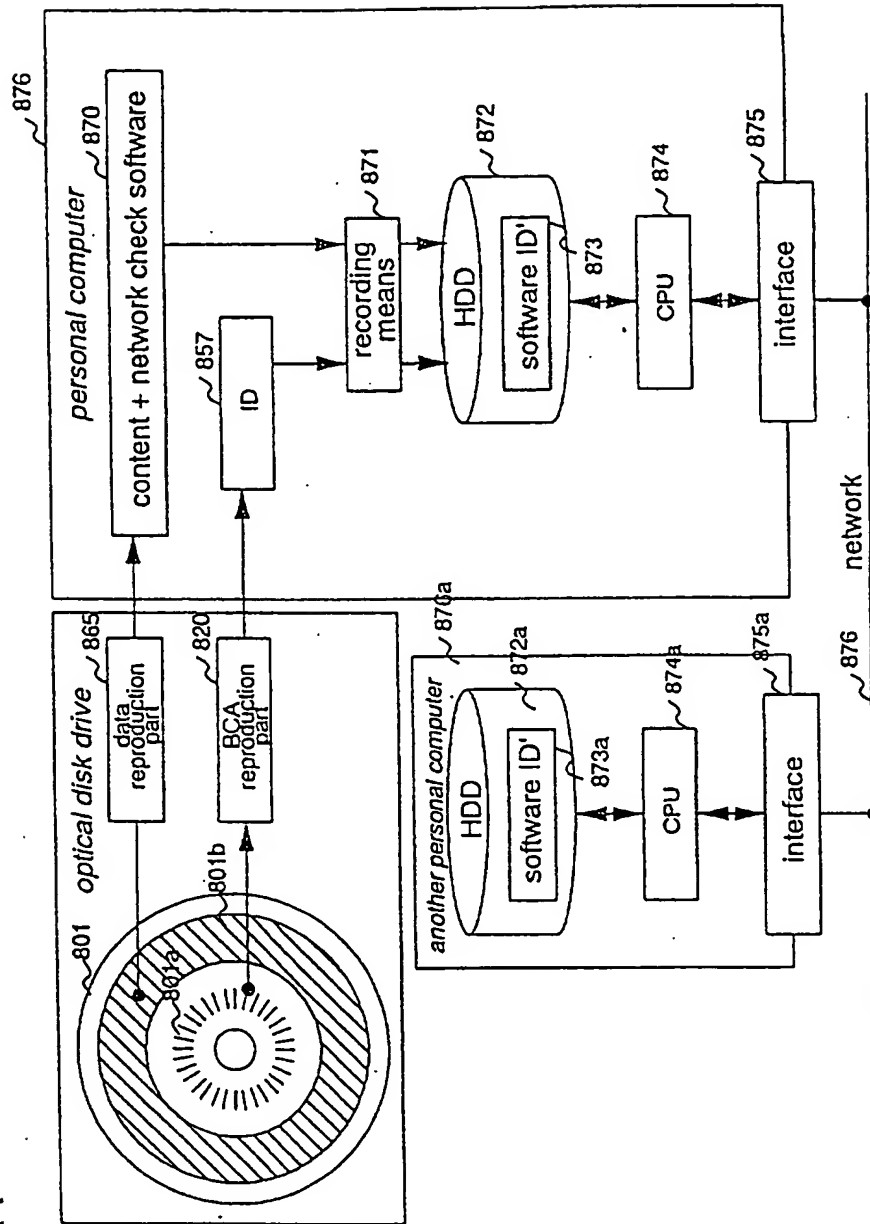 optical disk drive
801
801b
801a
data
reproduction
part
865
BCA
reproduction
part
820
personal computer
876
content + network check software
870
ID
857
recording
means
871
HDD
872
software ID'
873
CPU
874
interface
875
another personal computer
876a
HDD
872a
software ID'
873a
CPU
874a
interface
875a
network
876